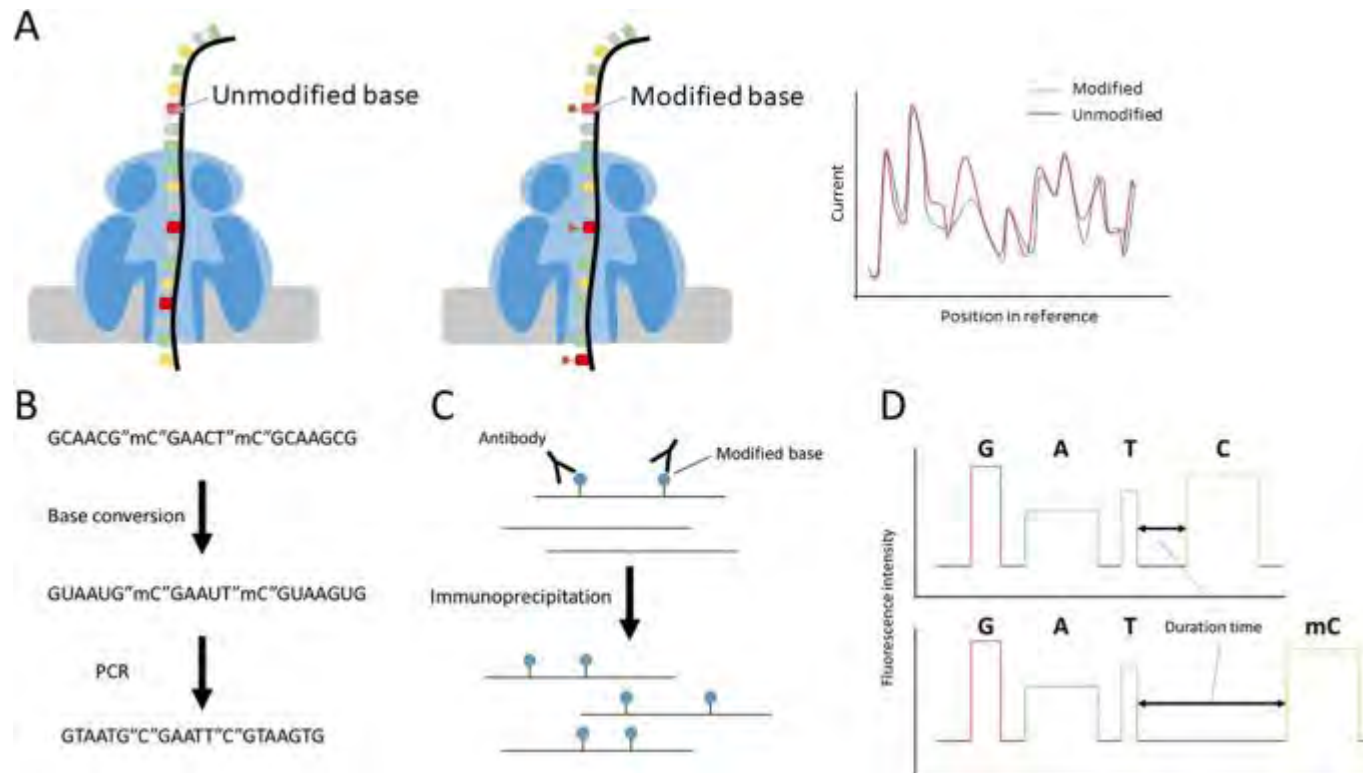 A
Unmodified base
Modified base
Modified
Unmodified
Current
Position in reference
B
GCAACG"mC"GAACT"mC"GCAAGCG
Base conversion
GUAAUG"mC"GAAUT"mC"GUAAGUG
PCR
GTAATG"C"GAATT"C"GTAAGTG
C
Antibody
Modified base
Immunoprecipitation
D
G A T C
Fluorescence intensity
G A T Duration time mC